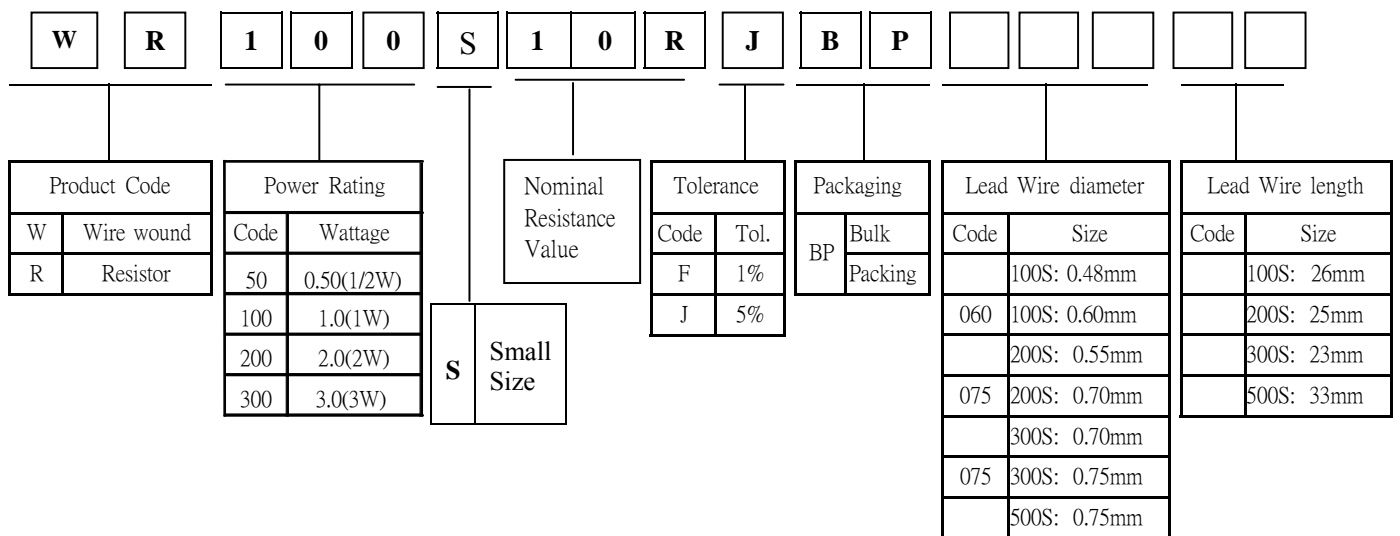 W R 1 0 0 S 1 0 R J B P
Product Code
W Wire wound
R Resistor
Power Rating
Code Wattage
50 0.50(1/2W)
100 1.0(1W)
200 2.0(2W)
300 3.0(3W)
S Small
Size
Nominal
Resistance
Value
Tolerance
Code Tol.
F 1%
J 5%
Packaging
BP Bulk
Packing
Lead Wire diameter
Code Size
100S: 0.48mm
060 100S: 0.60mm
200S: 0.55mm
075 200S: 0.70mm
300S: 0.70mm
075 300S: 0.75mm
500S: 0.75mm
Lead Wire length
Code Size
100S: 26mm
200S: 25mm
300S: 23mm
500S: 33mm